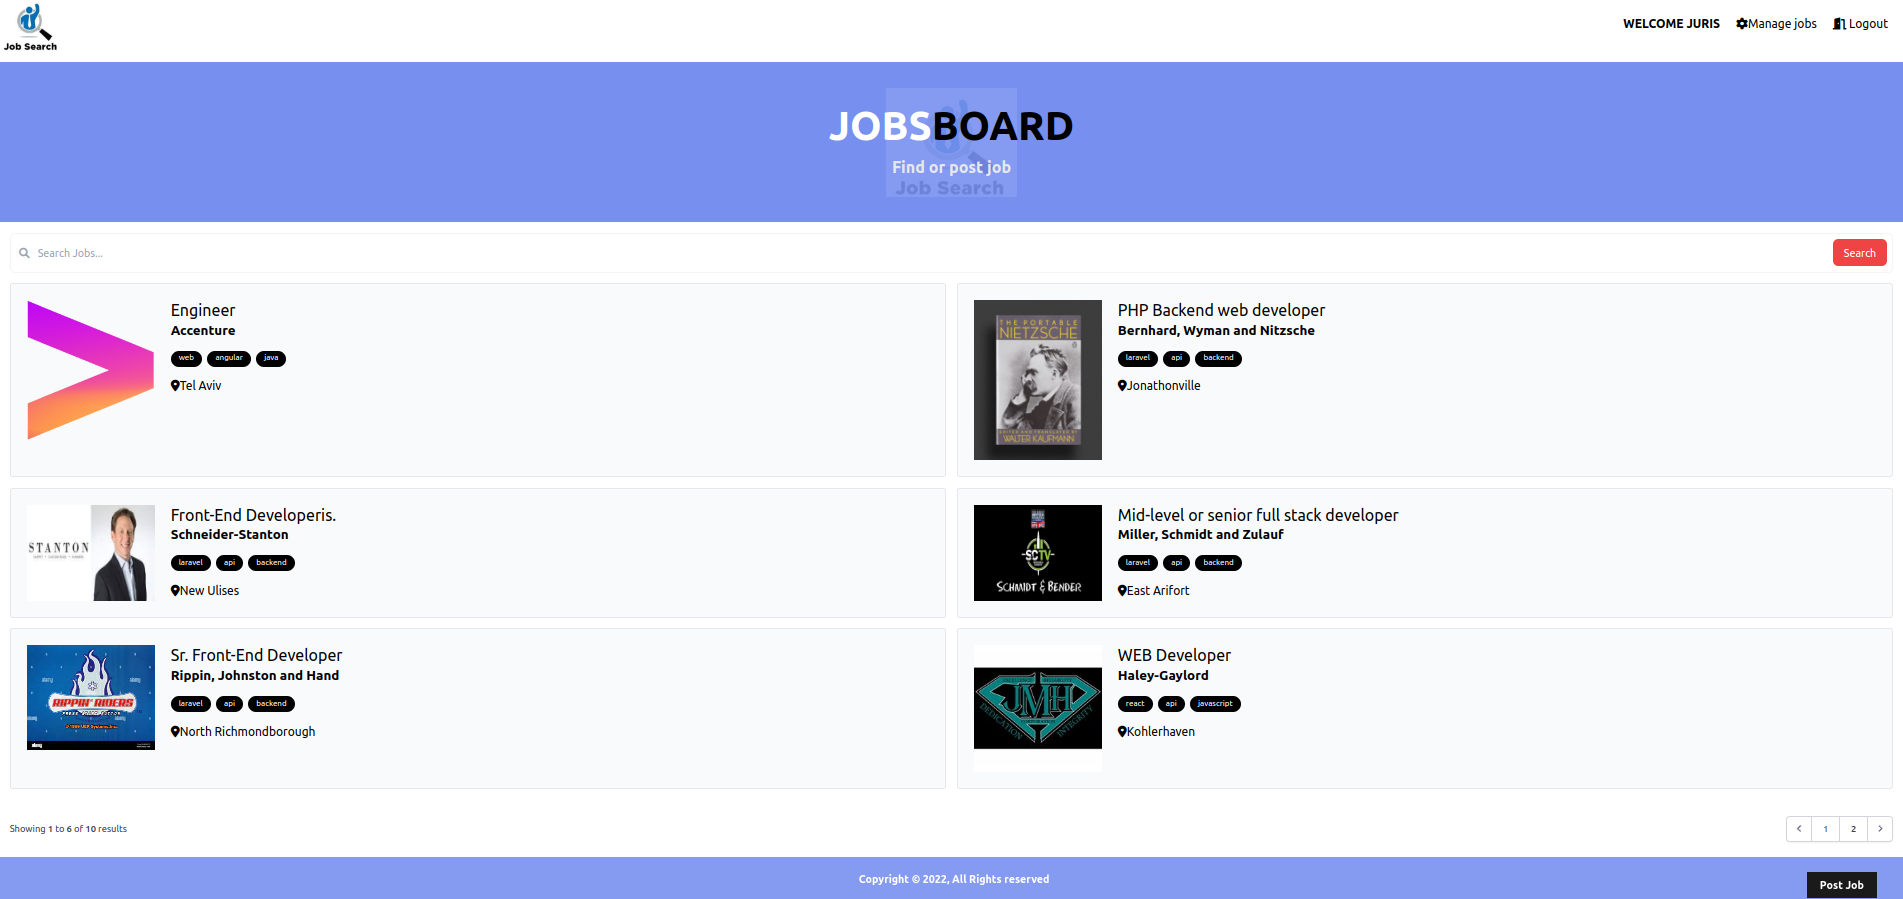 Job Search
WELCOME JURIS
Manage jobs
Logout
JOBSBOARD
Find or post job
Job Search
Search Jobs...
Search
Engineer
Accenture
web angular java
Tel Aviv
THE PORTABLE
NIETZSCHE
WALTER KAUFMANN
PHP Backend web developer
Bernhard, Wyman and Nitzsche
laravel api backend
Jonathonville
STANTON
Front-End Developeris.
Schneider-Stanton
laravel api backend
New Ulises
SCTV
SCHMIDT & BENDER
Mid-level or senior full stack developer
Miller, Schmidt and Zulauf
laravel api backend
East Arifort
alamy
RIPPIN' RIDERS
alamy
Sr. Front-End Developer
Rippin, Johnston and Hand
laravel api backend
North Richmondborough
JMH
DEDICATION
INTEGRITY
WEB Developer
Haley-Gaylord
react api javascript
Kohlerhaven
Showing 1 to 6 of 10 results
1 2
Copyright © 2022, All Rights reserved
Post Job